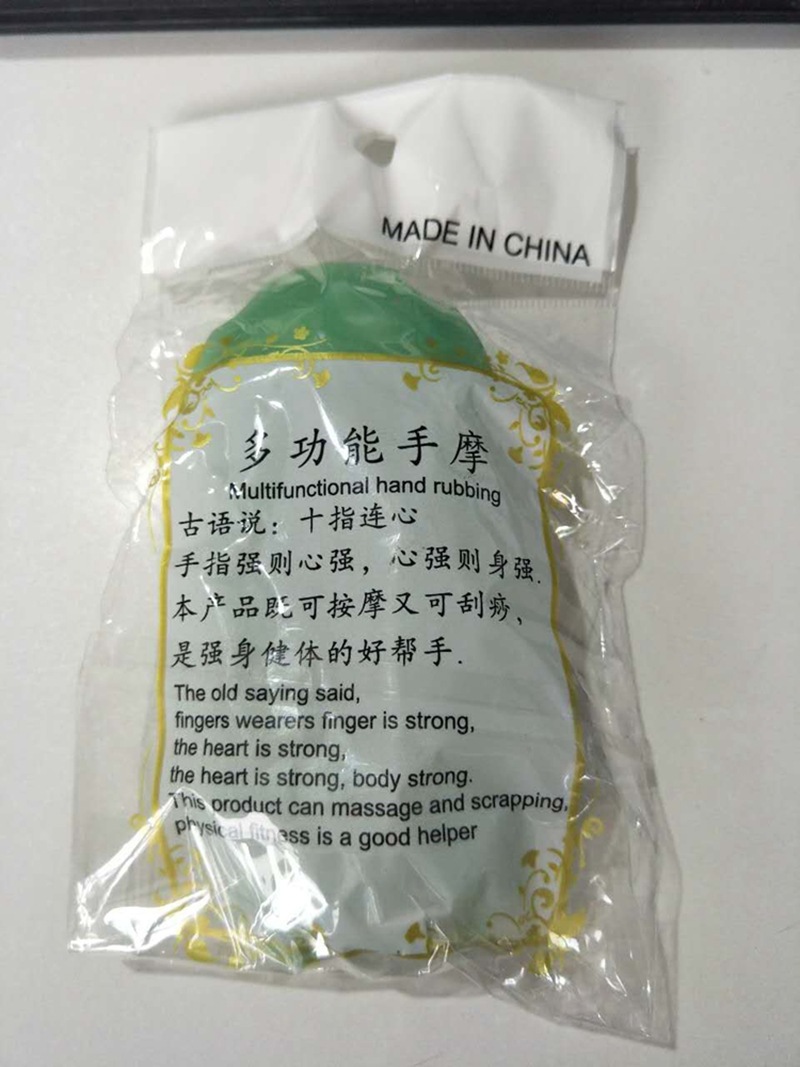 MADE IN CHINA
多功能手摩
Multifunctional hand rubbing
古语说：十指连心
手指强则心强，心强则身强.
本产品既可按摩又可刮痧，
是强身健体的好帮手.
The old saying said,
fingers wearers finger is strong,
the heart is strong,
the heart is strong, body strong.
This product can massage and scrapping,
physical fitness is a good helper